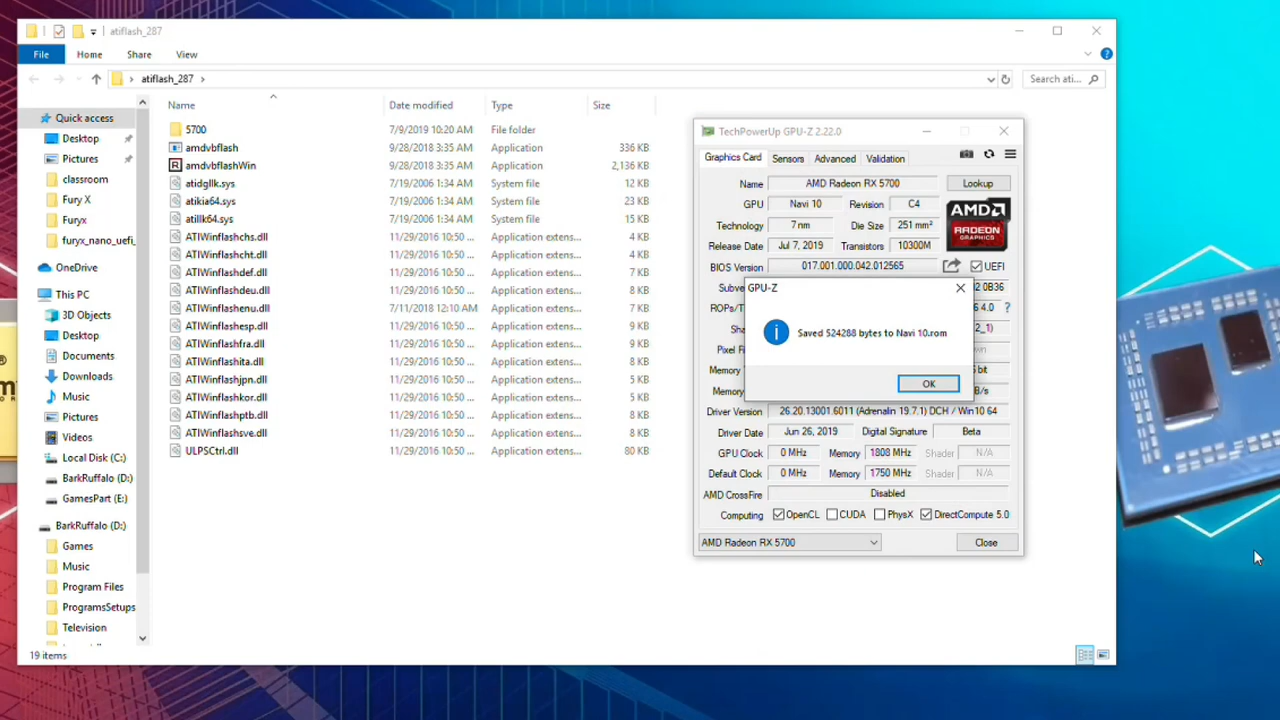 atiflash_287
File Home Share View
atiflash_287
Search ati...
Name Date modified Type Size
Quick access
Desktop
Pictures
classroom
Fury X
Furyx
furyx_nano_uefi_
OneDrive
This PC
3D Objects
Desktop
Documents
Downloads
Music
Pictures
Videos
Local Disk (C:)
BarkRuffalo (D:)
GamesPart (E:)
BarkRuffalo (D:)
Games
Music
Program Files
ProgramsSetups
Television
5700 7/9/2019 10:20 AM File folder
amdvbflash 9/28/2018 3:35 AM Application 336 KB
amdvbflashWin 9/28/2018 3:35 AM Application 2,136 KB
atidgllk.sys 7/19/2006 1:34 AM System file 12 KB
atikia64.sys 7/19/2006 1:34 AM System file 23 KB
atillk64.sys 7/19/2006 1:34 AM System file 15 KB
ATIWinflashchs.dll 11/29/2016 10:50 ... Application extens... 4 KB
ATIWinflashcht.dll 11/29/2016 10:50 ... Application extens... 4 KB
ATIWinflashdef.dll 11/29/2016 10:50 ... Application extens... 7 KB
ATIWinflashdeu.dll 11/29/2016 10:50 ... Application extens... 8 KB
ATIWinflashenu.dll 7/11/2018 12:10 AM Application extens... 7 KB
ATIWinflashesp.dll 11/29/2016 10:50 ... Application extens... 9 KB
ATIWinflashfra.dll 11/29/2016 10:50 ... Application extens... 9 KB
ATIWinflashita.dll 11/29/2016 10:50 ... Application extens... 8 KB
ATIWinflashjpn.dll 11/29/2016 10:50 ... Application extens... 5 KB
ATIWinflashkor.dll 11/29/2016 10:50 ... Application extens... 5 KB
ATIWinflashptb.dll 11/29/2016 10:50 ... Application extens... 8 KB
ATIWinflashsve.dll 11/29/2016 10:50 ... Application extens... 8 KB
ULPSCtrl.dll 11/29/2016 10:50 ... Application extens... 80 KB
19 items
TechPowerUp GPU-Z 2.22.0
Graphics Card Sensors Advanced Validation
Name AMD Radeon RX 5700 Lookup
GPU Navi 10 Revision C4
AMD
RADEON
GRAPHICS
Technology 7 nm Die Size 251 mm²
Release Date Jul 7, 2019 Transistors 10300M
BIOS Version 017.001.000.042.012565 UEFI
Subve 2 0B36
ROPs/T 6 4.0 ?
Sha 2_1)
Pixel Fi
Memory bit
Memor B/s
GPU-Z
Saved 524288 bytes to Navi 10.rom
OK
Driver Version 26.20.13001.6011 (Adrenalin 19.7.1) DCH / Win10 64
Driver Date Jun 26, 2019 Digital Signature Beta
GPU Clock 0 MHz Memory 1808 MHz Shader N/A
Default Clock 0 MHz Memory 1750 MHz Shader N/A
AMD CrossFire Disabled
Computing OpenCL CUDA PhysX DirectCompute 5.0
AMD Radeon RX 5700 Close